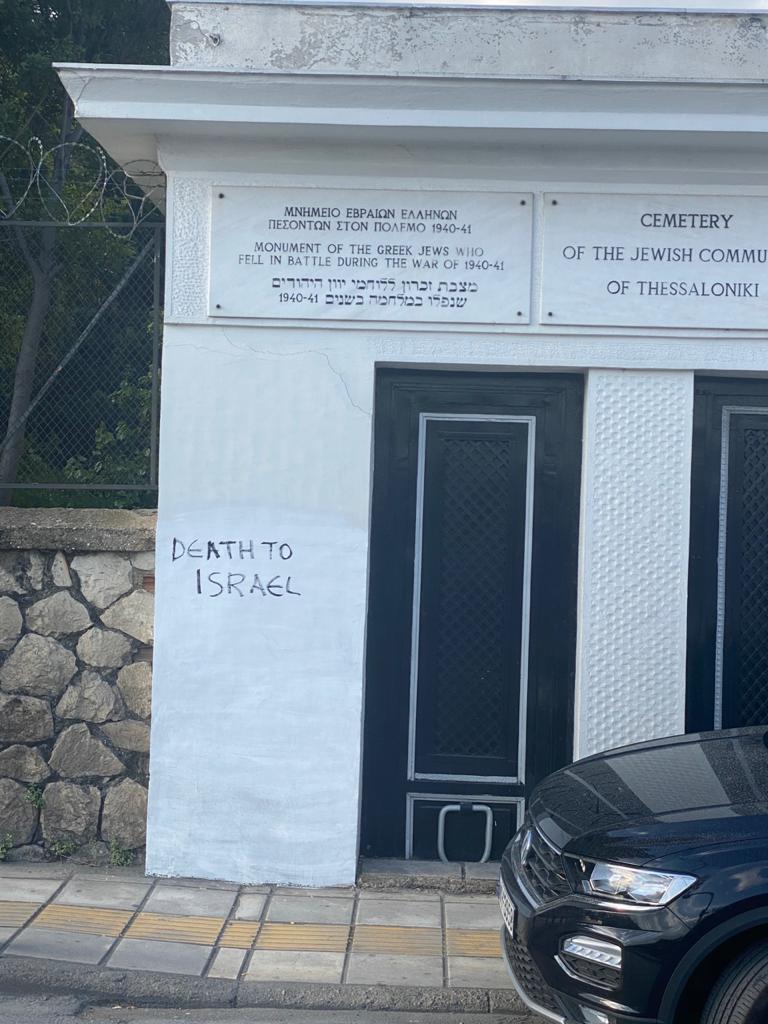 ΜΝΗΜΕΙΟ ΕΒΡΑΙΩΝ ΕΛΛΗΝΩΝ
ΠΕΣΟΝΤΩΝ ΣΤΟΝ ΠΟΛΕΜΟ 1940-41
MONUMENT OF THE GREEK JEWS WHO
FELL IN BATTLE DURING THE WAR OF 1940-41
מצבת זכרון ללוחמי יוון היהודים
שנפלו במלחמה בשנים 1940-41
CEMETERY
OF THE JEWISH COMMU
OF THESSALONIKI
DEATH TO
ISRAEL